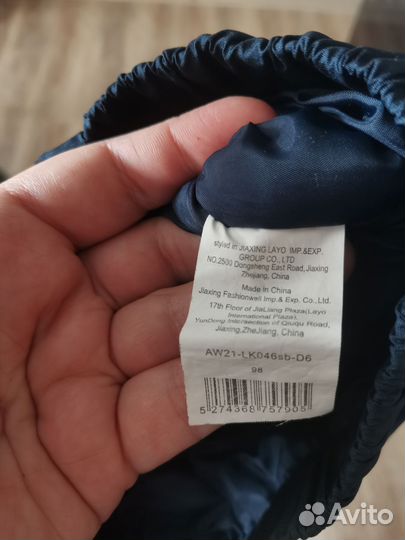 styled in JIAXING LAYO IMP.&EXP.
GROUP CO., LTD
NO.2500 Dongsheng East Road, Jiaxing
Zhejiang, China
Made in China
Jiaxing Fashionwell Imp.& Exp. Co., Ltd.
17th Floor of JiaLiang Plaza(Layo
International Plaza),
YunDong Intersection of Qiuqu Road,
Jiaxing, ZheJiang, China
AW21-LK046sb-D6
98
5 274368 757905
Avito